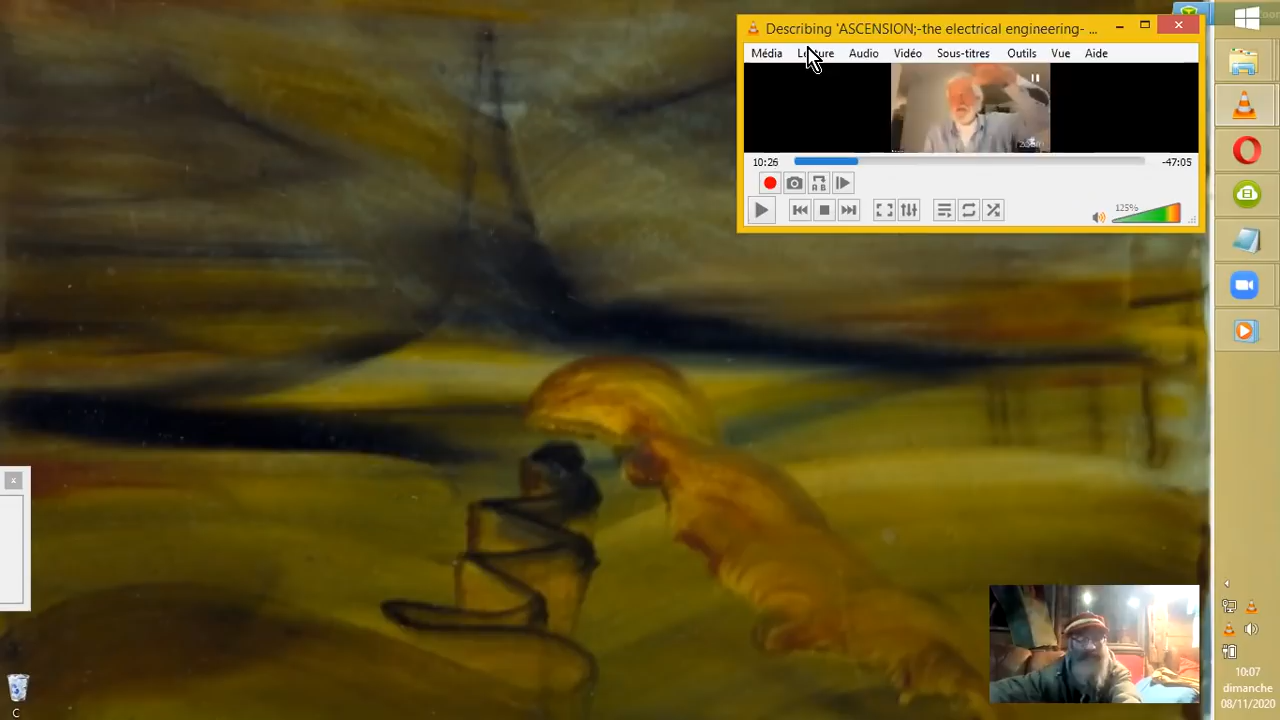 Describing 'ASCENSION;-the electrical engineering- ...
Média Lecture Audio Vidéo Sous-titres Outils Vue Aide
10:26
-47:05
125%
C
10:07
dimanche
08/11/2020